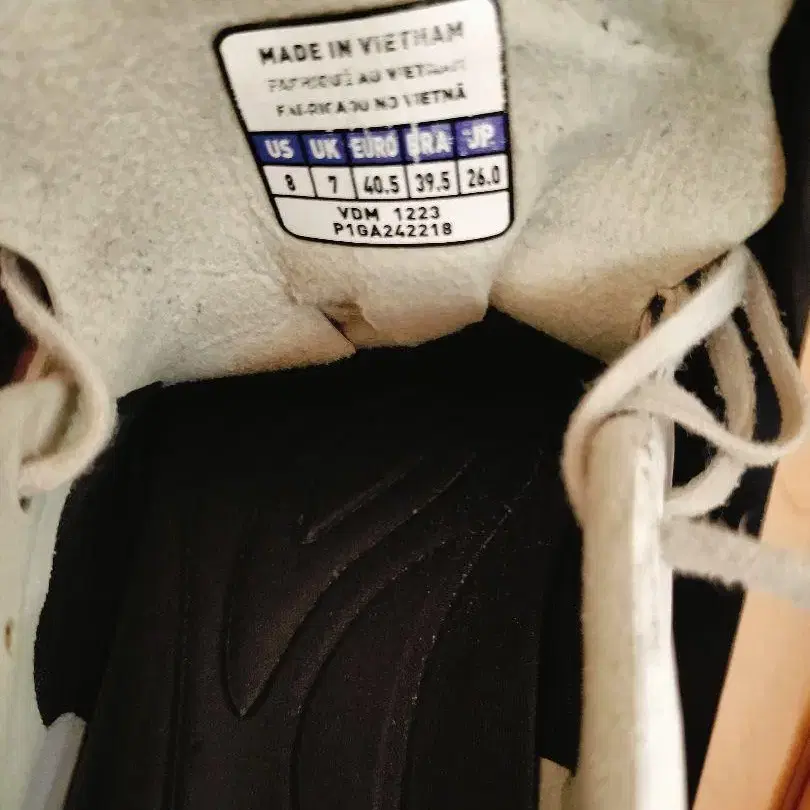 MADE IN VIETNAM
FABRIQUÉ AU VIETNAM
FABRICADO NO VIETNÃ
US UK EURO BRA JP
8 7 40.5 39.5 26.0
VDM 1223
P1GA242218